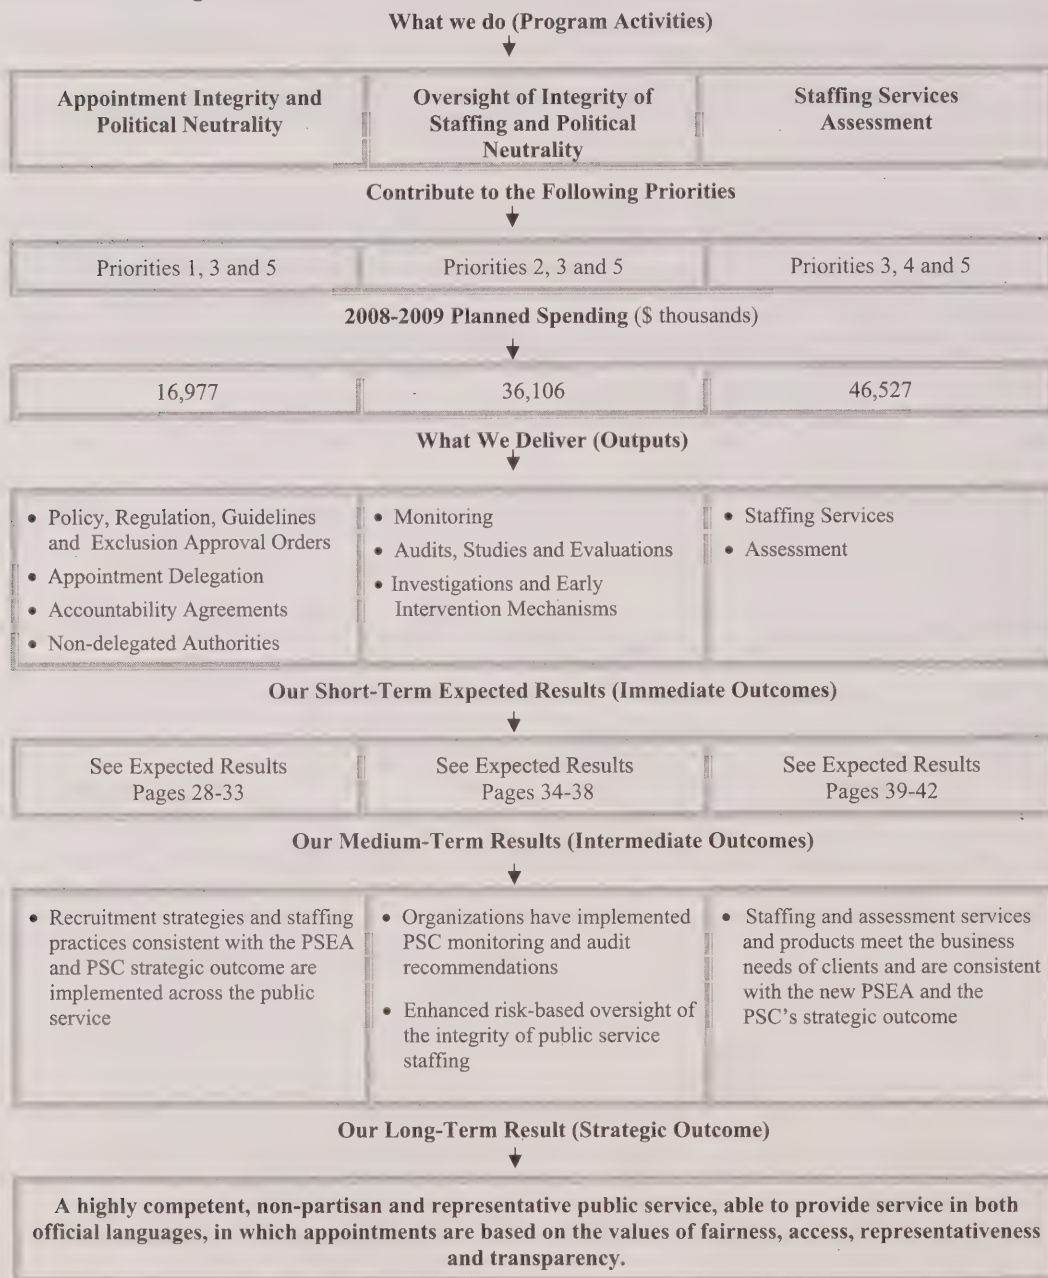 What we do (Program Activities)
Appointment Integrity and
Political Neutrality
Oversight of Integrity of
Staffing and Political
Neutrality
Staffing Services
Assessment
Contribute to the Following Priorities
Priorities 1, 3 and 5
Priorities 2, 3 and 5
Priorities 3, 4 and 5
2008-2009 Planned Spending ($ thousands)
16,977
36,106
46,527
What We Deliver (Outputs)
• Policy, Regulation, Guidelines
and Exclusion Approval Orders
• Appointment Delegation
• Accountability Agreements
• Non-delegated Authorities
• Monitoring
• Audits, Studies and Evaluations
• Investigations and Early
Intervention Mechanisms
• Staffing Services
• Assessment
Our Short-Term Expected Results (Immediate Outcomes)
See Expected Results
Pages 28-33
See Expected Results
Pages 34-38
See Expected Results
Pages 39-42
Our Medium-Term Results (Intermediate Outcomes)
• Recruitment strategies and staffing
practices consistent with the PSEA
and PSC strategic outcome are
implemented across the public
service
• Organizations have implemented
PSC monitoring and audit
recommendations
• Enhanced risk-based oversight of
the integrity of public service
staffing
• Staffing and assessment services
and products meet the business
needs of clients and are consistent
with the new PSEA and the
PSC's strategic outcome
Our Long-Term Result (Strategic Outcome)
A highly competent, non-partisan and representative public service, able to provide service in both
official languages, in which appointments are based on the values of fairness, access, representativeness
and transparency.